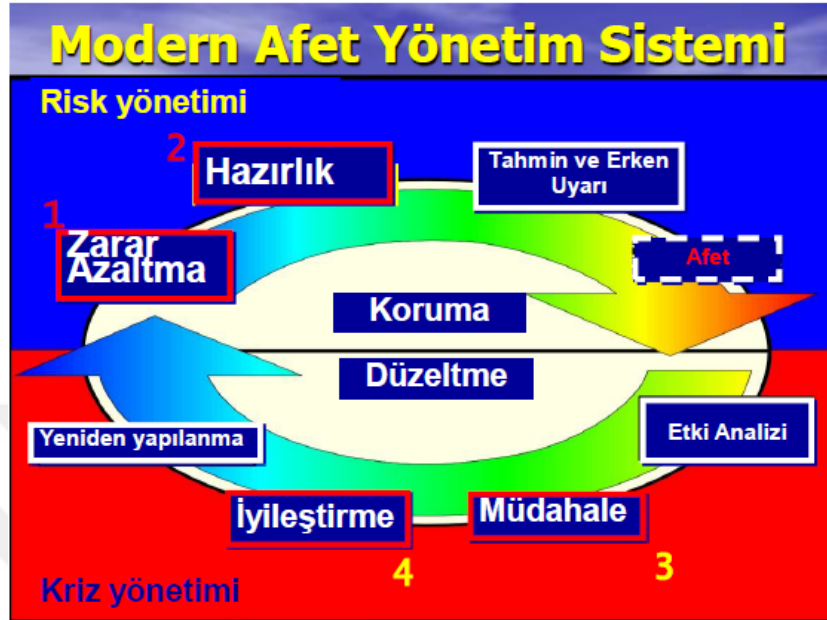 Modern Afet Yönetim Sistemi
Risk yönetimi
2
Hazırlık
Tahmin ve Erken
Uyarı
1
Zarar
Azaltma
Afet
Koruma
Düzeltme
Yeniden yapılanma
Etki Analizi
İyileştirme
Müdahale
4
3
Kriz yönetimi